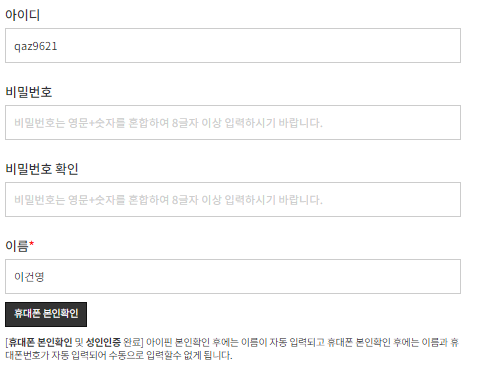 아이디
qaz9621
비밀번호
비밀번호는 영문+숫자를 혼합하여 8글자 이상 입력하시기 바랍니다.
비밀번호 확인
비밀번호는 영문+숫자를 혼합하여 8글자 이상 입력하시기 바랍니다.
이름*
이건영
휴대폰 본인확인
[휴대폰 본인확인 및 성인인증 완료] 아이핀 본인확인 후에는 이름이 자동 입력되고 휴대폰 본인확인 후에는 이름과 휴
대폰번호가 자동 입력되어 수동으로 입력할수 없게 됩니다.